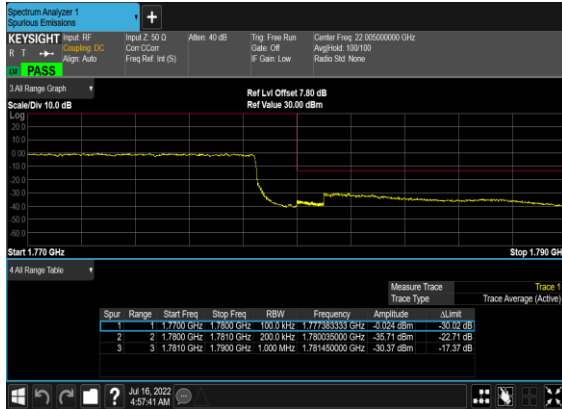 Spectrum Analyzer 1
Spurious Emissions
KEYSIGHT Input: RF Input Z: 50 Ω Atten: 40 dB Trig: Free Run Center Freq: 22.005000000 GHz
R T Coupling: DC Corr CCorr Gate: Off Avg|Hold: 100/100
Align: Auto Freq Ref: Int (S) IF Gain: Low Radio Std: None
PASS
3 All Range Graph
Ref Lvl Offset 7.80 dB
Scale/Div 10.0 dB Ref Value 30.00 dBm
Log
20.0
10.0
0.00
-10.0
-20.0
-30.0
-40.0
-50.0
-60.0
Start 1.770 GHz Stop 1.790 GH
4 All Range Table
Measure Trace Trace 1
Trace Type Trace Average (Active)
Spur Range Start Freq Stop Freq RBW Frequency Amplitude ΔLimit
1 1 1.7700 GHz 1.7800 GHz 100.0 kHz 1.777383333 GHz -0.024 dBm -30.02 dB
2 2 1.7800 GHz 1.7810 GHz 200.0 kHz 1.780035000 GHz -35.71 dBm -22.71 dB
3 3 1.7810 GHz 1.7900 GHz 1.000 MHz 1.781450000 GHz -30.37 dBm -17.37 dB
Jul 16, 2022
4:57:41 AM